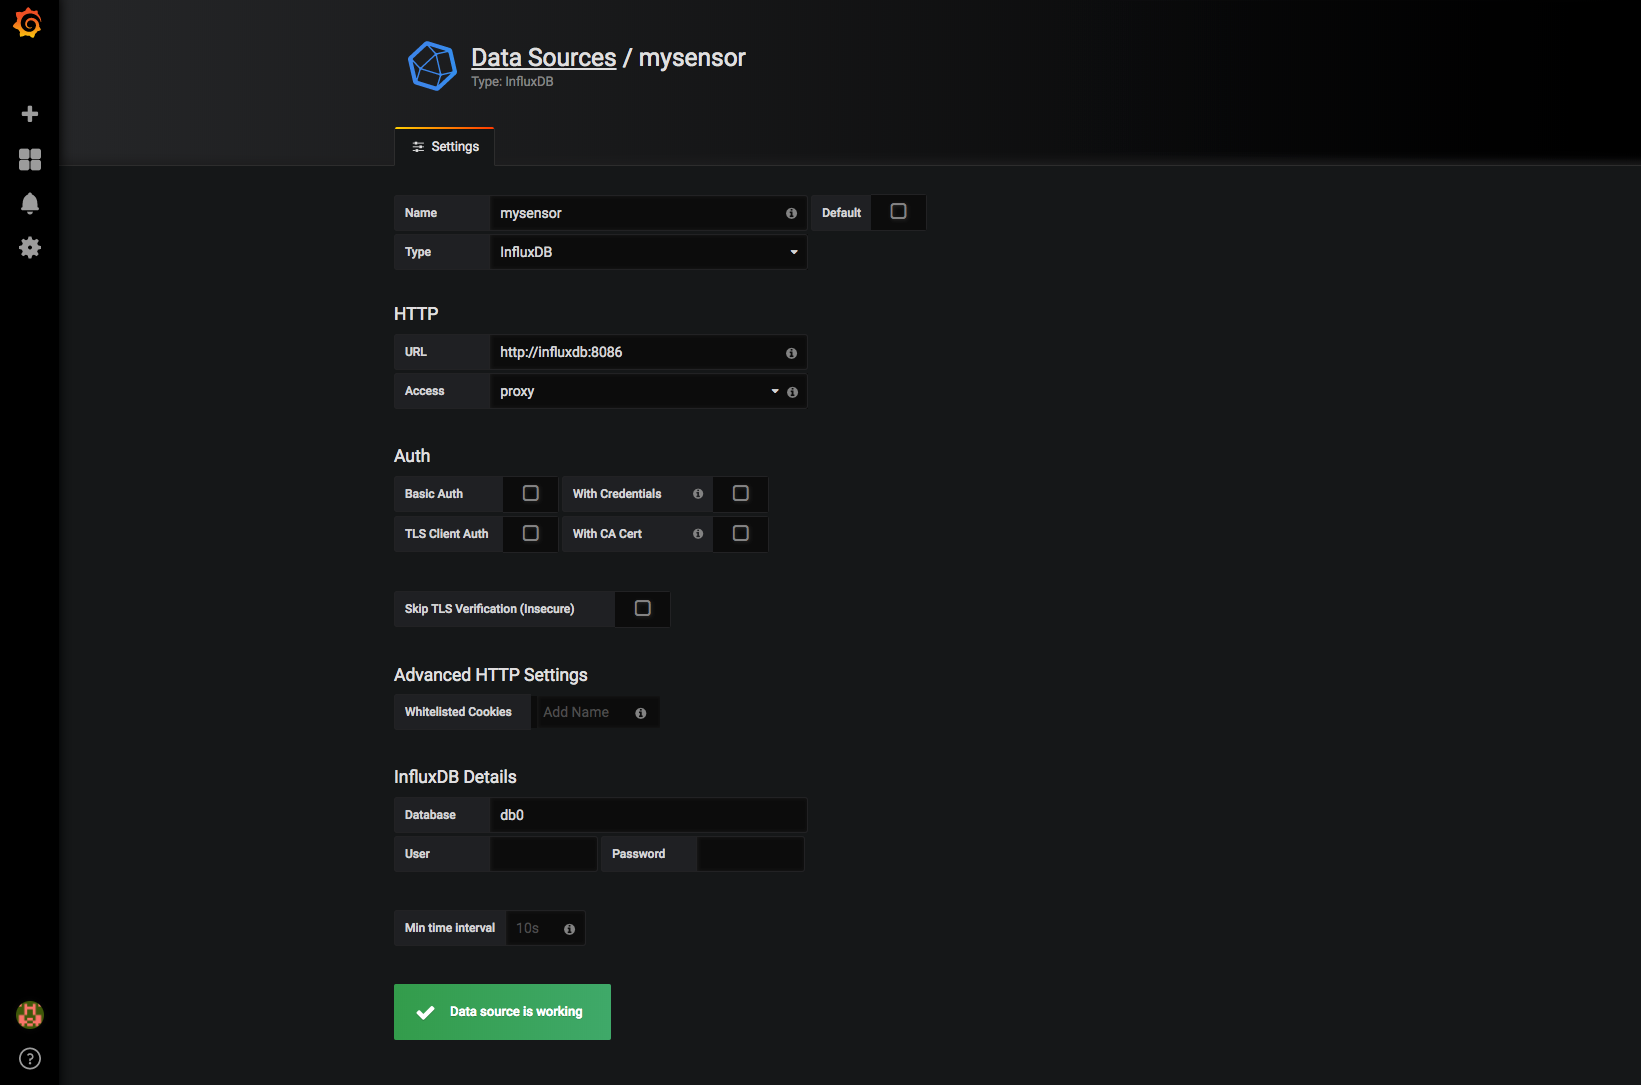 Data Sources / mysensor
Type: InfluxDB
Settings
Name mysensor Default
Type InfluxDB
HTTP
URL http://influxdb:8086
Access proxy
Auth
Basic Auth With Credentials
TLS Client Auth With CA Cert
Skip TLS Verification (Insecure)
Advanced HTTP Settings
Whitelisted Cookies Add Name
InfluxDB Details
Database db0
User Password
Min time interval 10s
Data source is working